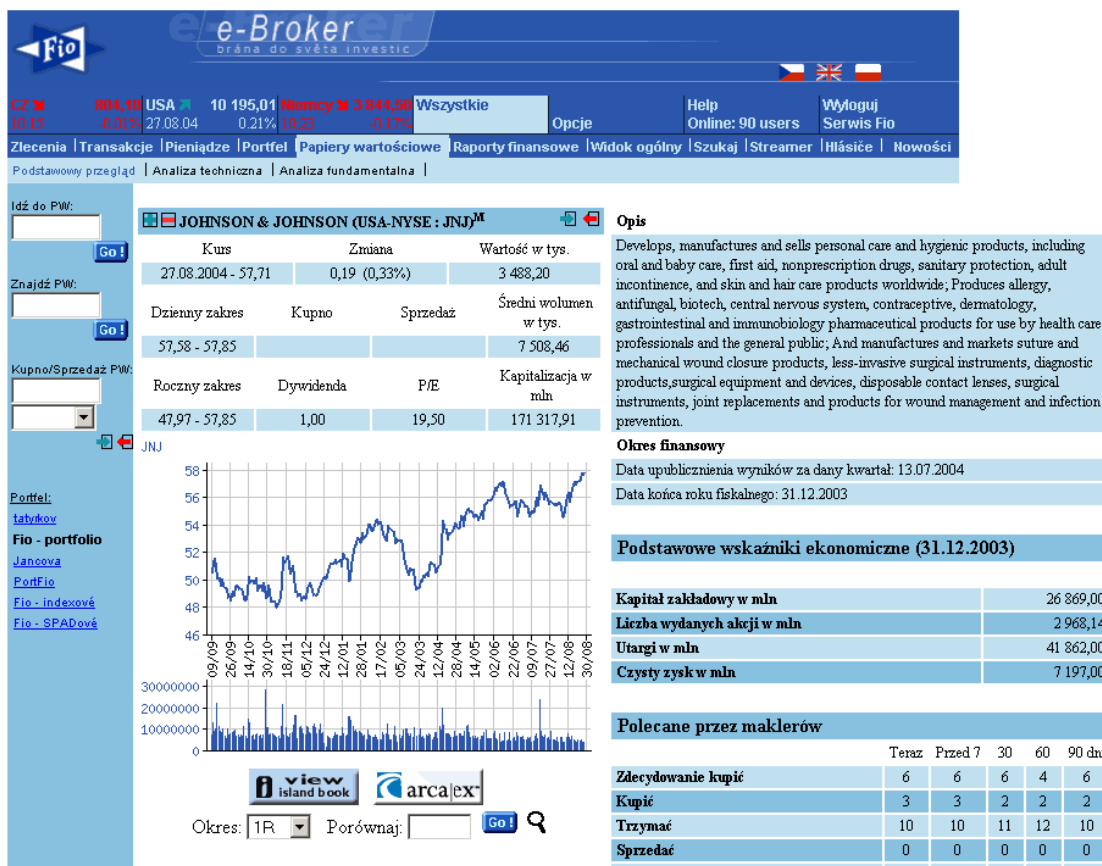 Fio
e-Broker
brána do světa investic
CZ 804,10 USA 10 195,01 Niemcy 3 844,50 Wszystkie Help Wyloguj
10:15 -0.01% 27.08.04 0.21% 10:23 -0.17% Opcje Online: 90 users Serwis Fio
Zlecenia Transakcje Pieniądze Portfel Papiery wartościowe Raporty finansowe Widok ogólny Szukaj Streamer Hlásiče Nowości
Podstawowy przegląd Analiza techniczna Analiza fundamentalna
Idź do PW:
Go !
Znajdź PW:
Go !
Kupno/Sprzedaż PW:
Portfel:
tatyrkov
Fio - portfolio
Jancova
PortFio
Fio - indexové
Fio - SPADové
JOHNSON & JOHNSON (USA-NYSE : JNJ)M
Kurs Zmiana Wartość w tys.
27.08.2004 - 57,71 0,19 (0,33%) 3 488,20
Dzienny zakres Kupno Sprzedaż Średni wolumen
w tys.
57,58 - 57,85 7 508,46
Roczny zakres Dywidenda P/E Kapitalizacja w
mln
47,97 - 57,85 1,00 19,50 171 317,91
JNJ
58
56
54
52
50
48
46
09/09 26/09 14/10 30/10 18/11 05/12 24/12 12/01 28/01 17/02 05/03 24/03 12/04 28/04 14/05 02/06 22/06 09/07 27/07 12/08 30/08
30000000
20000000
10000000
0
view
island book
arca|ex
Okres: 1R Porównaj: Go !
Opis
Develops, manufactures and sells personal care and hygienic products, including
oral and baby care, first aid, nonprescription drugs, sanitary protection, adult
incontinence, and skin and hair care products worldwide; Produces allergy,
antifungal, biotech, central nervous system, contraceptive, dermatology,
gastrointestinal and immunobiology pharmaceutical products for use by health care
professionals and the general public; And manufactures and markets suture and
mechanical wound closure products, less-invasive surgical instruments, diagnostic
products,surgical equipment and devices, disposable contact lenses, surgical
instruments, joint replacements and products for wound management and infection
prevention.
Okres finansowy
Data upublicznienia wyników za dany kwartał: 13.07.2004
Data końca roku fiskalnego: 31.12.2003
Podstawowe wskaźniki ekonomiczne (31.12.2003)
Kapitał zakładowy w mln 26 869,00
Liczba wydanych akcji w mln 2 968,14
Utargi w mln 41 862,00
Czysty zysk w mln 7 197,00
Polecane przez maklerów
Teraz Przed 7 30 60 90 dni
Zdecydowanie kupić 6 6 6 4 6
Kupić 3 3 2 2 2
Trzymać 10 10 11 12 10
Sprzedać 0 0 0 0 0